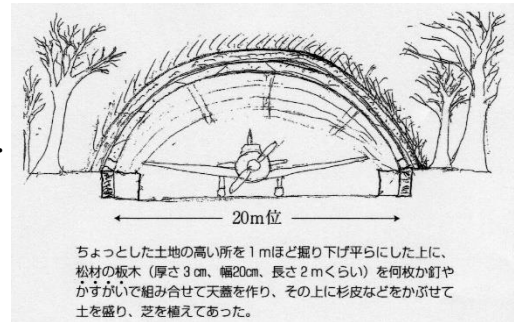 20m位
ちょっとした土地の高い所を1mほど掘り下げ平らにした上に、
松材の板木（厚さ3㎝、幅20㎝、長さ2mくらい）を何枚か釘や
かすがいで組み合せて天蓋を作り、その上に杉皮などをかぶせて
土を盛り、芝を植えてあった。